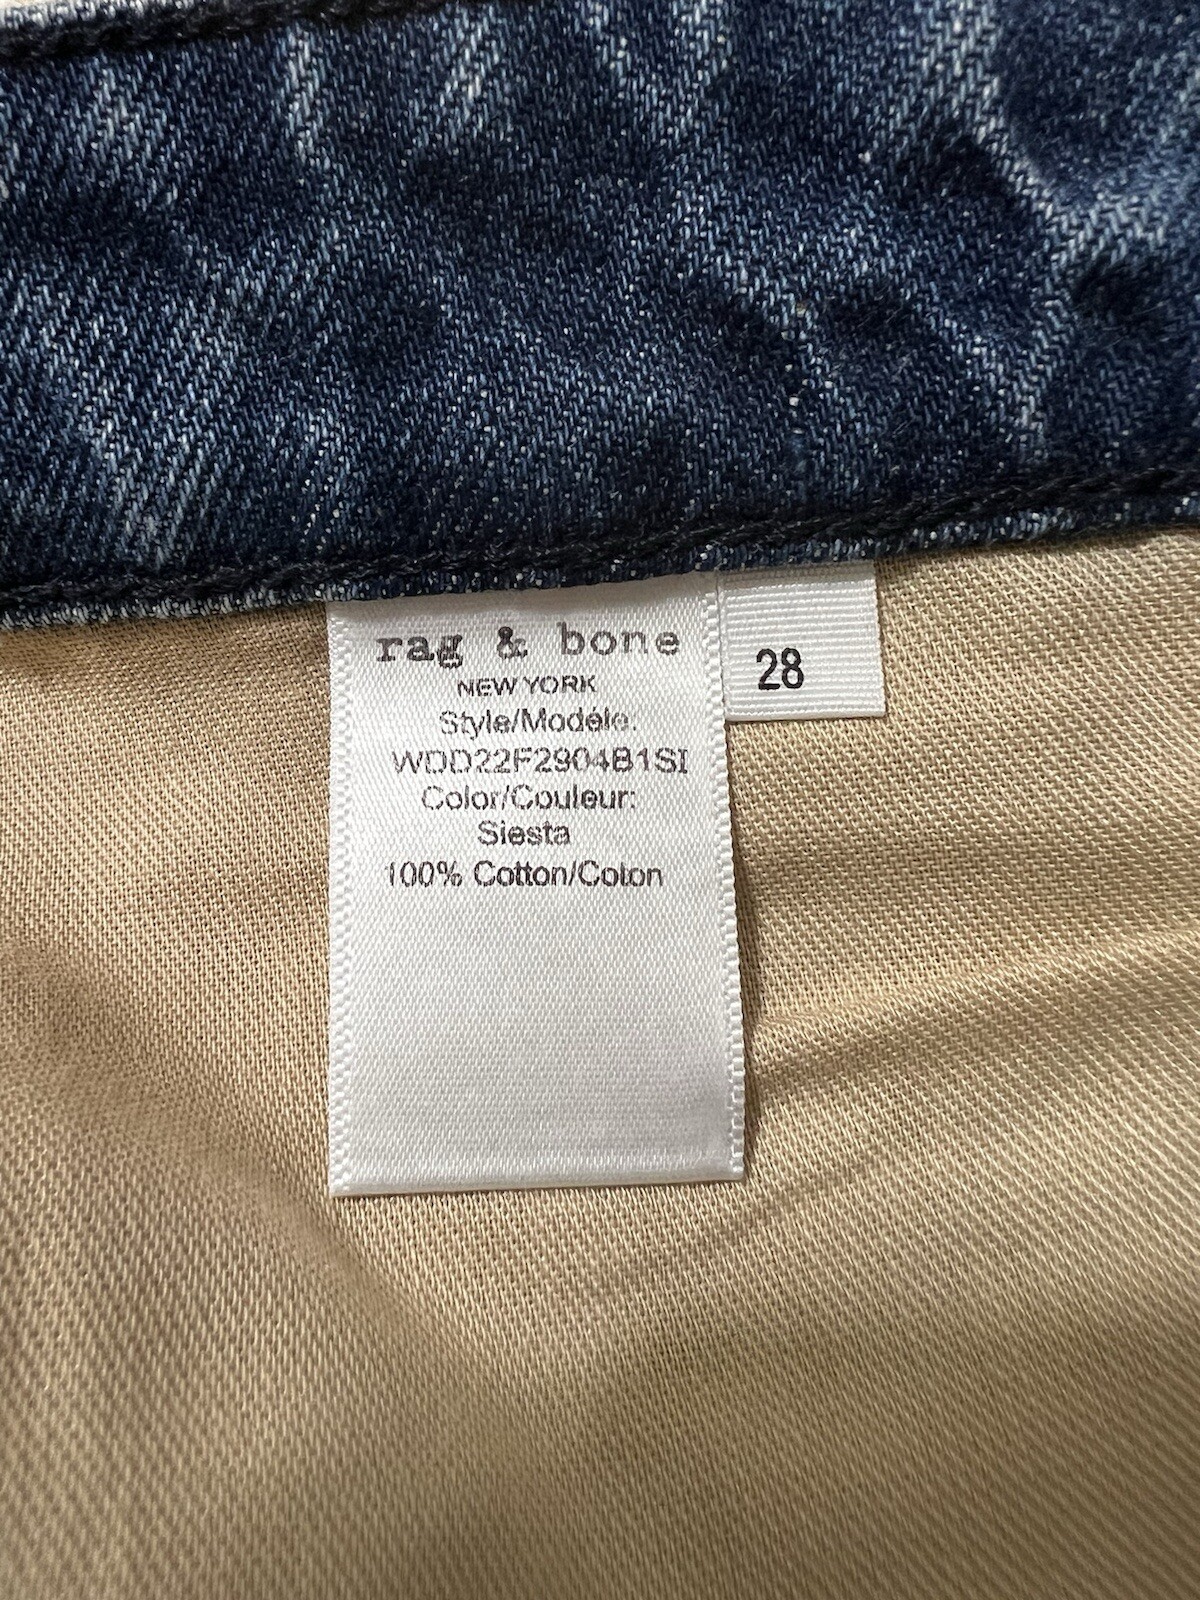 rag & bone
NEW YORK
28
Style/Modéle:
WDD22F2904B1SI
Color/Couleur:
Siesta
100% Cotton/Coton